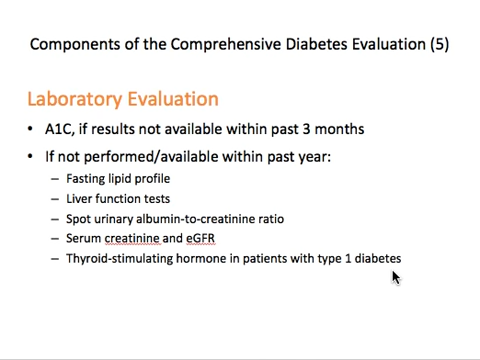 Components of the Comprehensive Diabetes Evaluation (5)
Laboratory Evaluation
• A1C, if results not available within past 3 months
• If not performed/available within past year:
– Fasting lipid profile
– Liver function tests
– Spot urinary albumin-to-creatinine ratio
– Serum creatinine and eGFR
– Thyroid-stimulating hormone in patients with type 1 diabetes